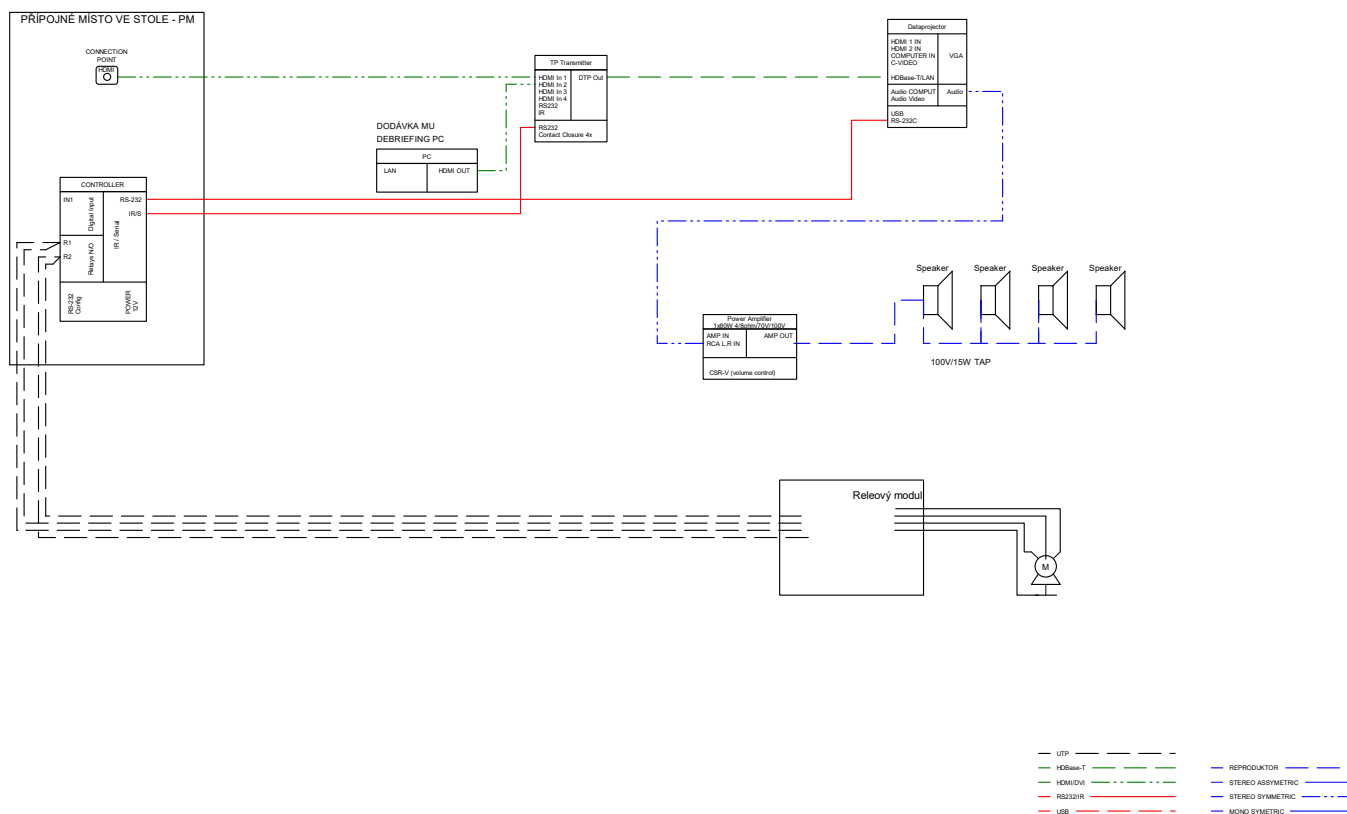 PŘÍPOJNÉ MÍSTO VE STOLE - PM
CONNECTION
POINT
HDMI
TP Transmitter
HDMI In 1
HDMI In 2
HDMI In 3
HDMI In 4
RS232
IR
DTP Out
RS232
Contact Closure 4x
Dataprojector
HDMI 1 IN
HDMI 2 IN
COMPUTER IN
C-VIDEO
VGA
HDBase-T/LAN
Audio COMPUT
Audio Video
Audio
USB
RS-232C
DODÁVKA MU
DEBRIEFING PC
PC
LAN
HDMI OUT
CONTROLLER
IN1
Digital Input
RS-232
IR/S
IR / Serial
R1
R2
Relays N/O
RS-232
Config
POWER
12V
Speaker
Speaker
Speaker
Speaker
Power Amplifier
1x80W 4/8ohm/70V/100V
AMP IN
RCA L,R IN
AMP OUT
CSR-V (volume control)
100V/15W TAP
Releový modul
M
UTP
HDBase-T
HDMI/DVI
RS232/IR
USB
REPRODUKTOR
STEREO ASSYMETRIC
STEREO SYMMETRIC
MONO SYMETRIC